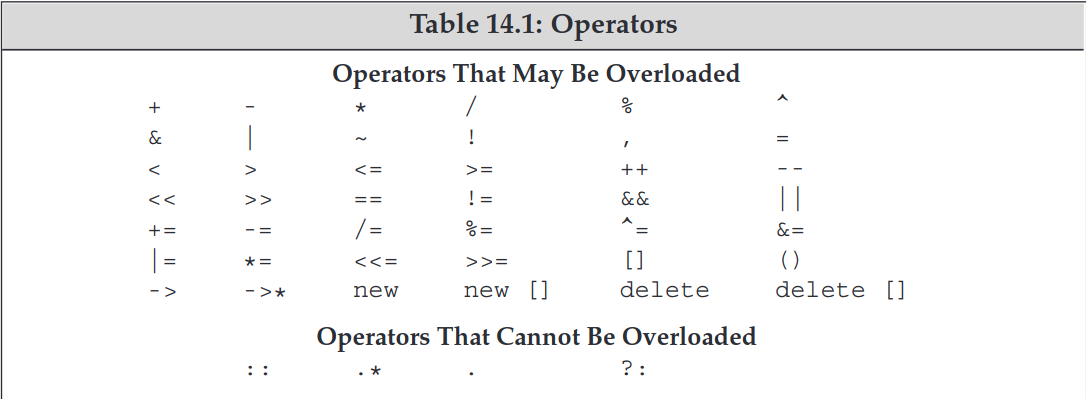 Table 14.1: Operators
Operators That May Be Overloaded
+ - * / % ^
& | ~ ! , =
< > <= >= ++ --
<< >> == != && ||
+= -= /= %= ^= &=
|= *= <<= >>= [] ()
-> ->* new new [] delete delete []
Operators That Cannot Be Overloaded
:: .* . ?: